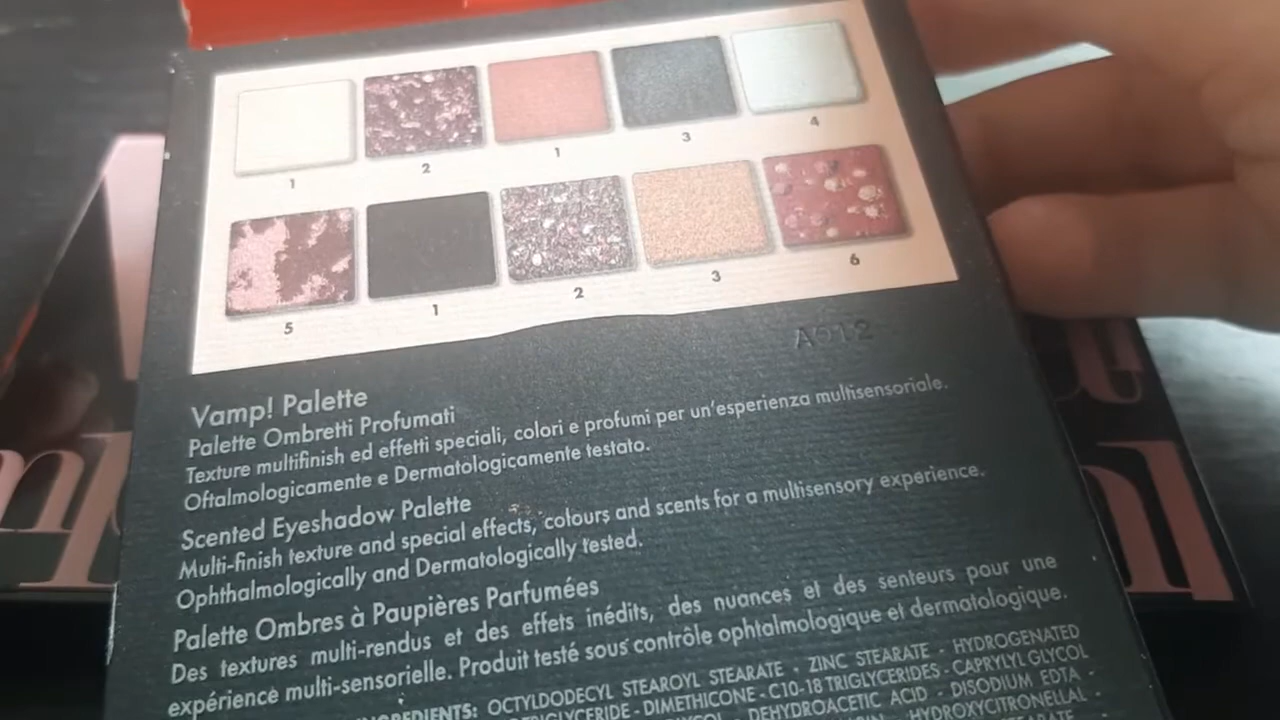 1 2 1 3 4
5 1 2 3 6
A912
Vamp! Palette
Palette Ombretti Profumati
Texture multifinish ed effetti speciali, colori e profumi per un'esperienza multisensoriale.
Oftalmologicamente e Dermatologicamente testato.
Scented Eyeshadow Palette
Multi-finish texture and special effects, colours and scents for a multisensory experience.
Ophthalmologically and Dermatologically tested.
Palette Ombres à Paupières Parfumées
Des textures multi-rendus et des effets inédits, des nuances et des senteurs pour une
expérience multi-sensorielle. Produit testé sous contrôle ophtalmologique et dermatologique.
INGREDIENTS: OCTYLDODECYL STEAROYL STEARATE - ZINC STEARATE - HYDROGENATED
TRIGLYCERIDE - DIMETHICONE - C10-18 TRIGLYCERIDES - CAPRYLYL GLYCOL
DEHYDROACETIC ACID - DISODIUM EDTA -
HYDROXYCITRONELLAL -